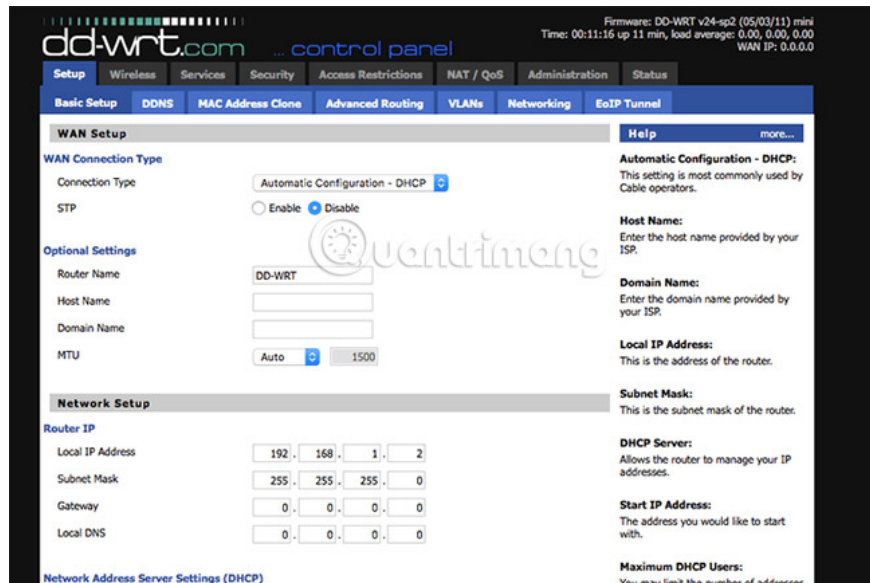 Firmware: DD-WRT v24-sp2 (05/03/11) mini
Time: 00:11:16 up 11 min, load average: 0.00, 0.00, 0.00
WAN IP: 0.0.0.0
dd-wrt.com ... control panel
Setup Wireless Services Security Access Restrictions NAT / QoS Administration Status
Basic Setup DDNS MAC Address Clone Advanced Routing VLANs Networking EoIP Tunnel
WAN Setup
WAN Connection Type
Connection Type Automatic Configuration - DHCP
STP Enable Disable
Quantrimang
Optional Settings
Router Name DD-WRT
Host Name
Domain Name
MTU Auto 1500
Network Setup
Router IP
Local IP Address 192. 168. 1. 2
Subnet Mask 255. 255. 255. 0
Gateway 0. 0. 0. 0
Local DNS 0. 0. 0. 0
Network Address Server Settings (DHCP)
Help more...
Automatic Configuration - DHCP:
This setting is most commonly used by
Cable operators.
Host Name:
Enter the host name provided by your
ISP.
Domain Name:
Enter the domain name provided by
your ISP.
Local IP Address:
This is the address of the router.
Subnet Mask:
This is the subnet mask of the router.
DHCP Server:
Allows the router to manage your IP
addresses.
Start IP Address:
The address you would like to start
with.
Maximum DHCP Users:
You may limit the number of addresses